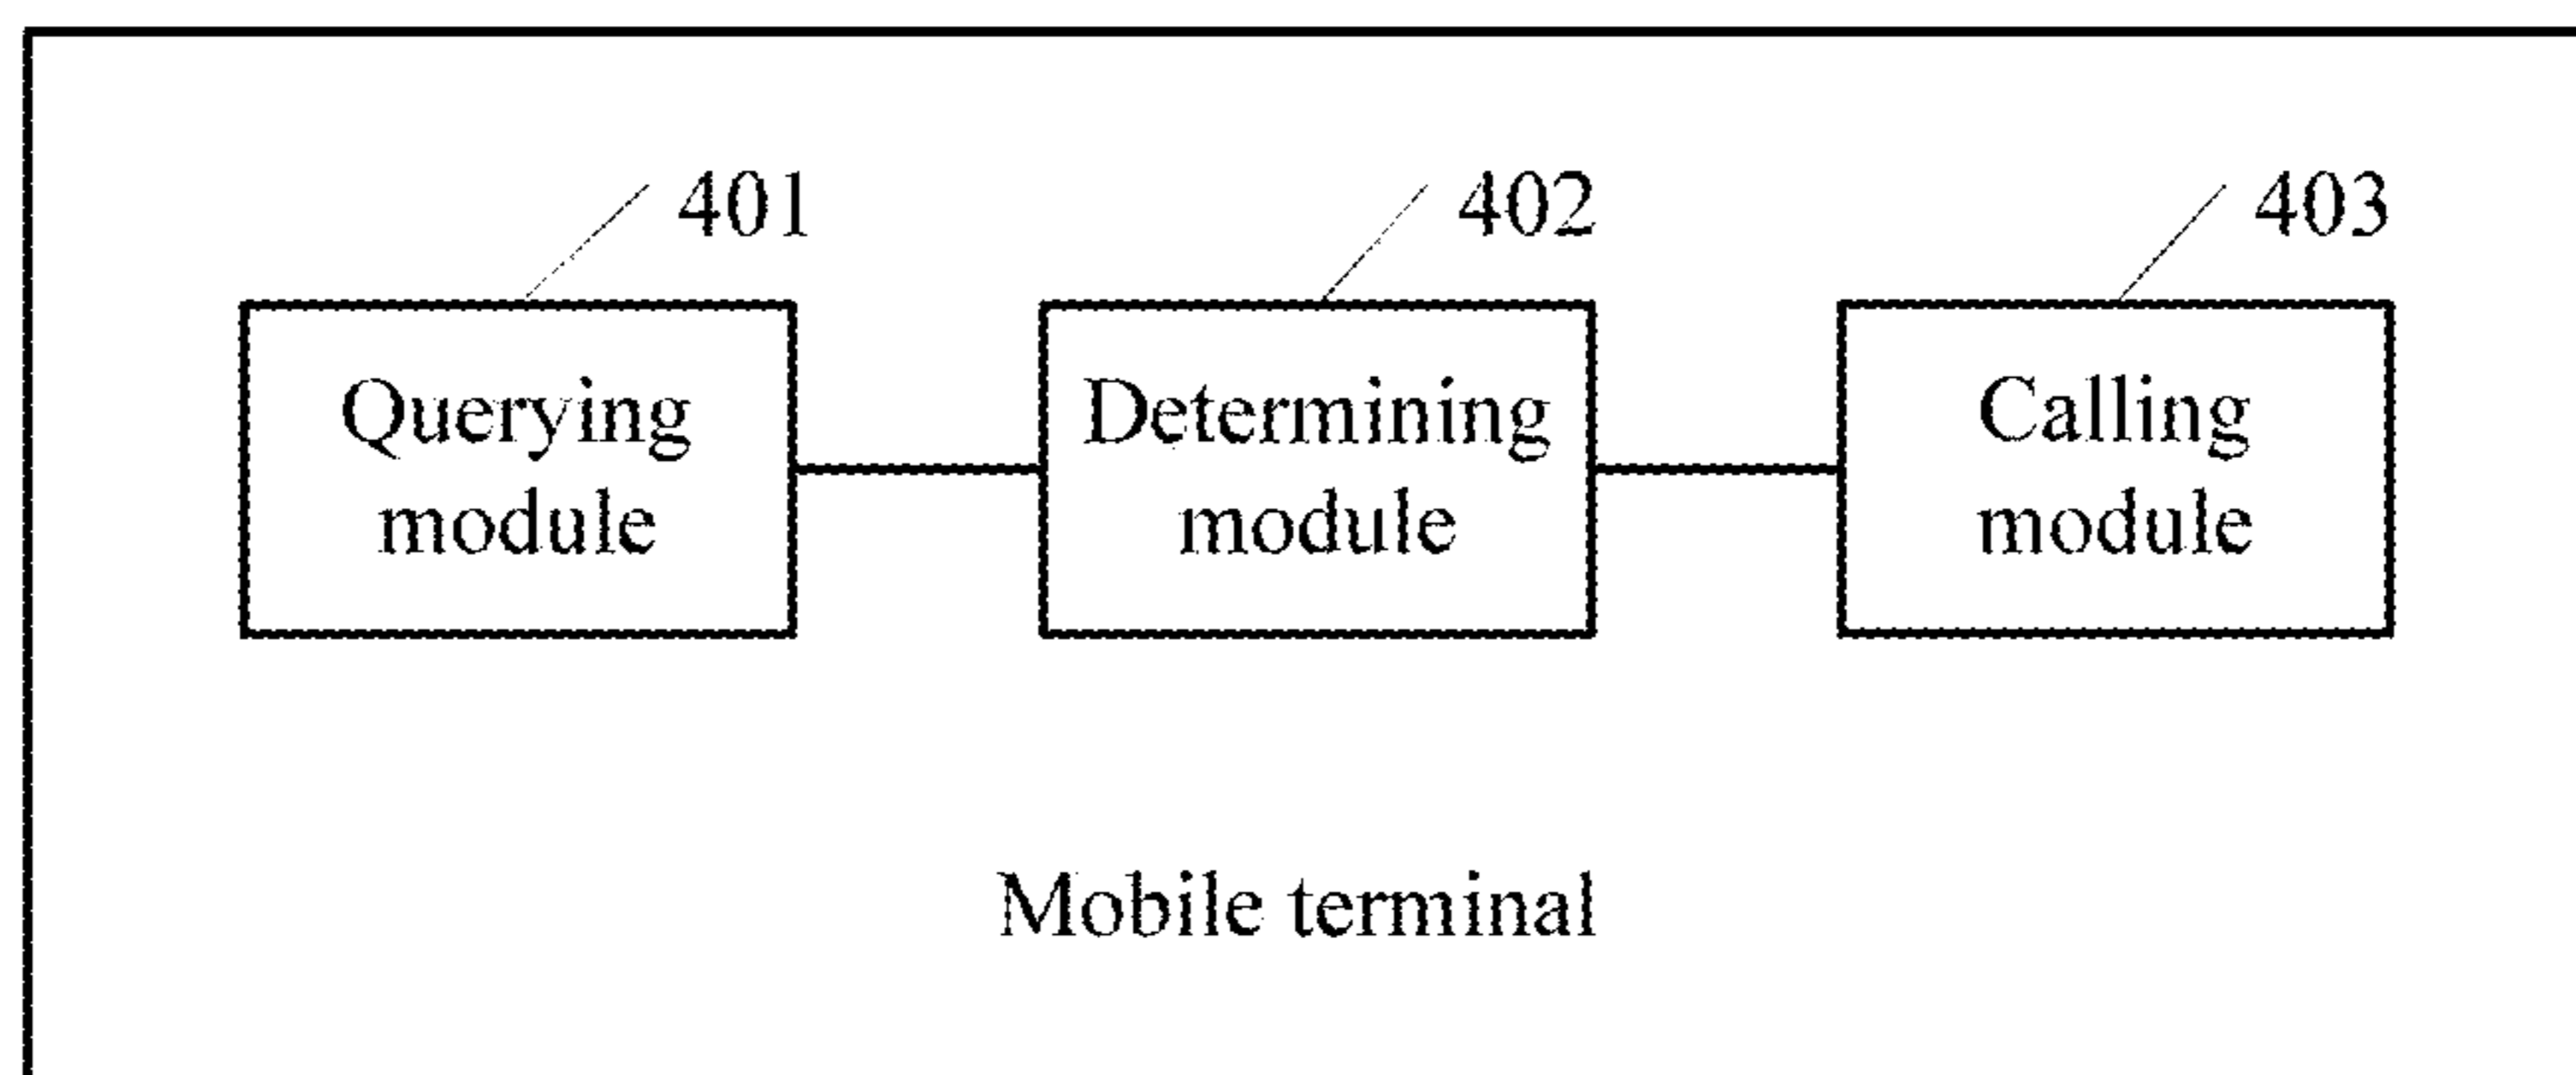 401
402
403
Querying
module
Determining
module
Calling
module
Mobile terminal